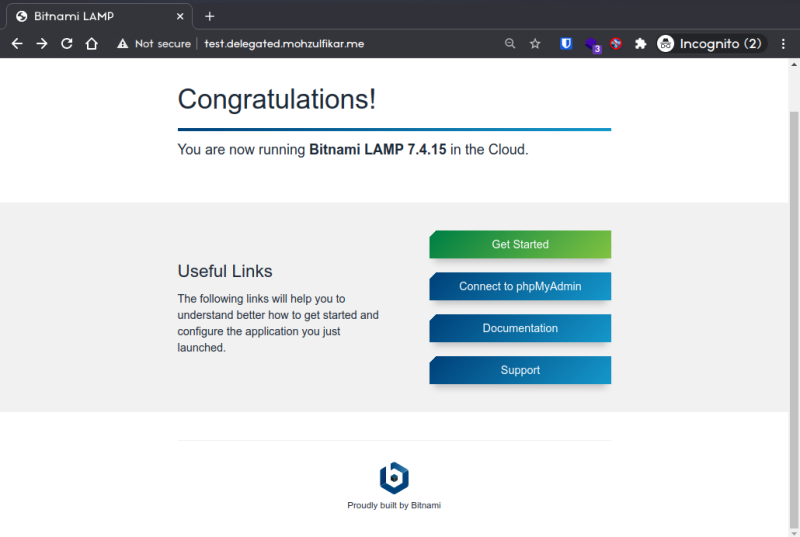 Bitnami LAMP
Not secure
test.delegated.mohzulfikar.me
3
Incognito (2)
Congratulations!
You are now running Bitnami LAMP 7.4.15 in the Cloud.
Get Started
Useful Links
Connect to phpMyAdmin
The following links will help you to
understand better how to get started and
configure the application you just
launched.
Documentation
Support
Proudly built by Bitnami